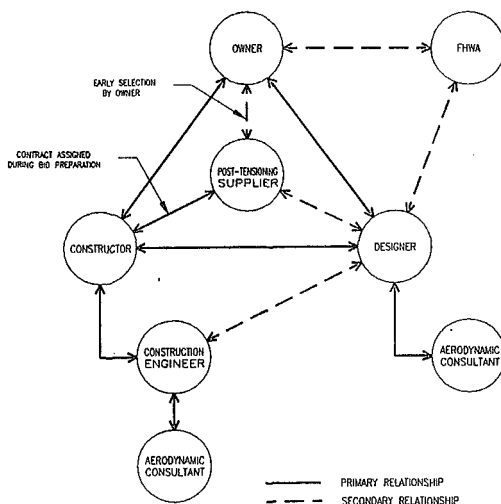 OWNER
FHWA
EARLY SELECTION
BY OWNER
CONTRACT ASSIGNED
DURING BID PREPARATION
POST-TENSIONING
SUPPLIER
CONSTRUCTOR
DESIGNER
CONSTRUCTION
ENGINEER
AERODYNAMIC
CONSULTANT
AERODYNAMIC
CONSULTANT
PRIMARY RELATIONSHIP
SECONDARY RELATIONSHIP